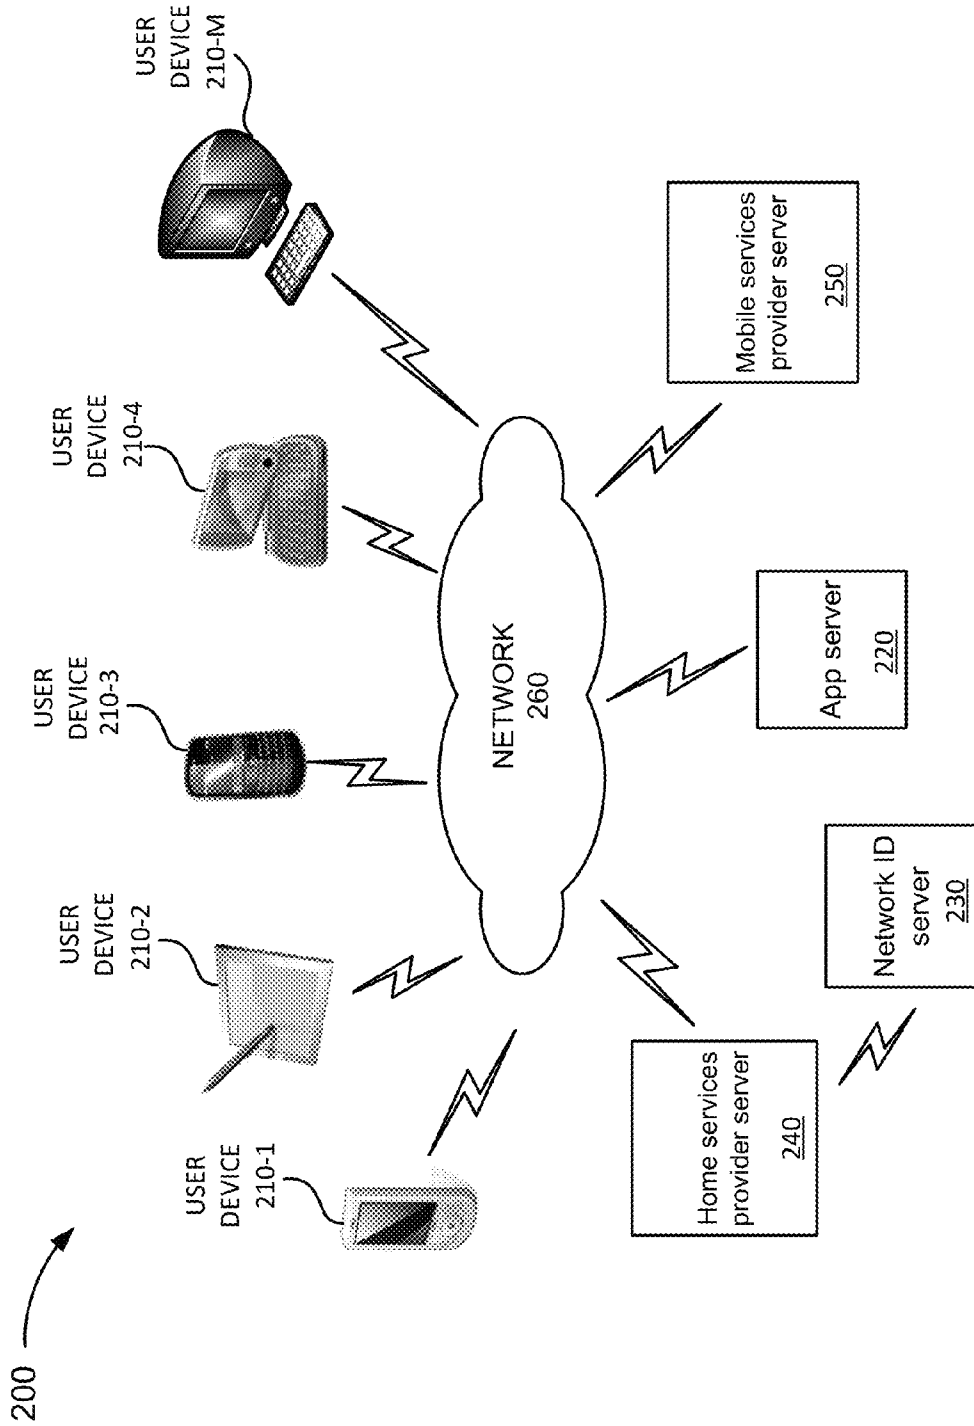 200
USER
DEVICE
210-1
USER
DEVICE
210-2
USER
DEVICE
210-3
USER
DEVICE
210-4
USER
DEVICE
210-M
NETWORK
260
Home services
provider server
240
Network ID
server
230
App server
220
Mobile services
provider server
250